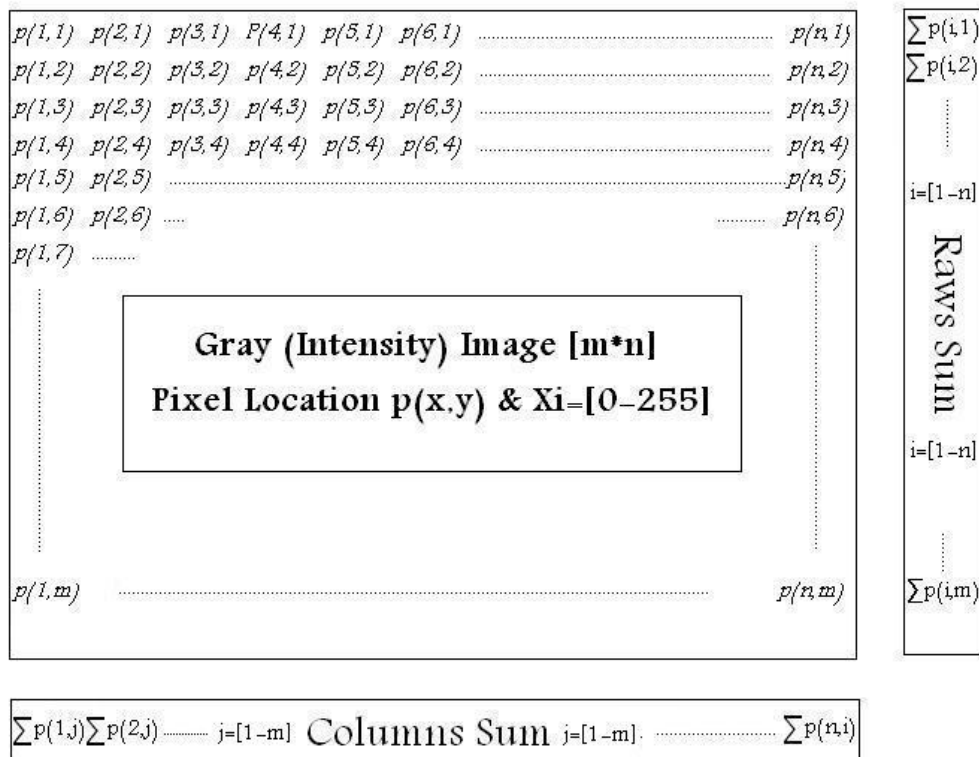 p(1,1) p(2,1) p(3,1) P(4,1) p(5,1) p(6,1) ........ p(n,1)
p(1,2) p(2,2) p(3,2) p(4,2) p(5,2) p(6,2) ........ p(n,2)
p(1,3) p(2,3) p(3,3) p(4,3) p(5,3) p(6,3) ........ p(n,3)
p(1,4) p(2,4) p(3,4) p(4,4) p(5,4) p(6,4) ........ p(n,4)
p(1,5) p(2,5) ........ p(n,5)
p(1,6) p(2,6) ..... ........ p(n,6)
p(1,7) ........
Gray (Intensity) Image [m*n]
Pixel Location p(x,y) & Xi=[0-255]
p(1,m) ........ p(n,m)
∑p(i,1)
∑p(i,2)
i=[1-n]
Raws Sum
i=[1-n]
∑p(i,m)
∑p(1,j)∑p(2,j) ........ j=[1-m] Columns Sum j=[1-m]. ........ ∑p(n,i)